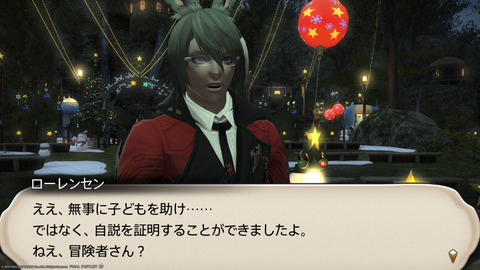 ローレンセン
ええ、無事に子どもを助け……
ではなく、自説を証明することができましたよ。
ねえ、冒険者さん？